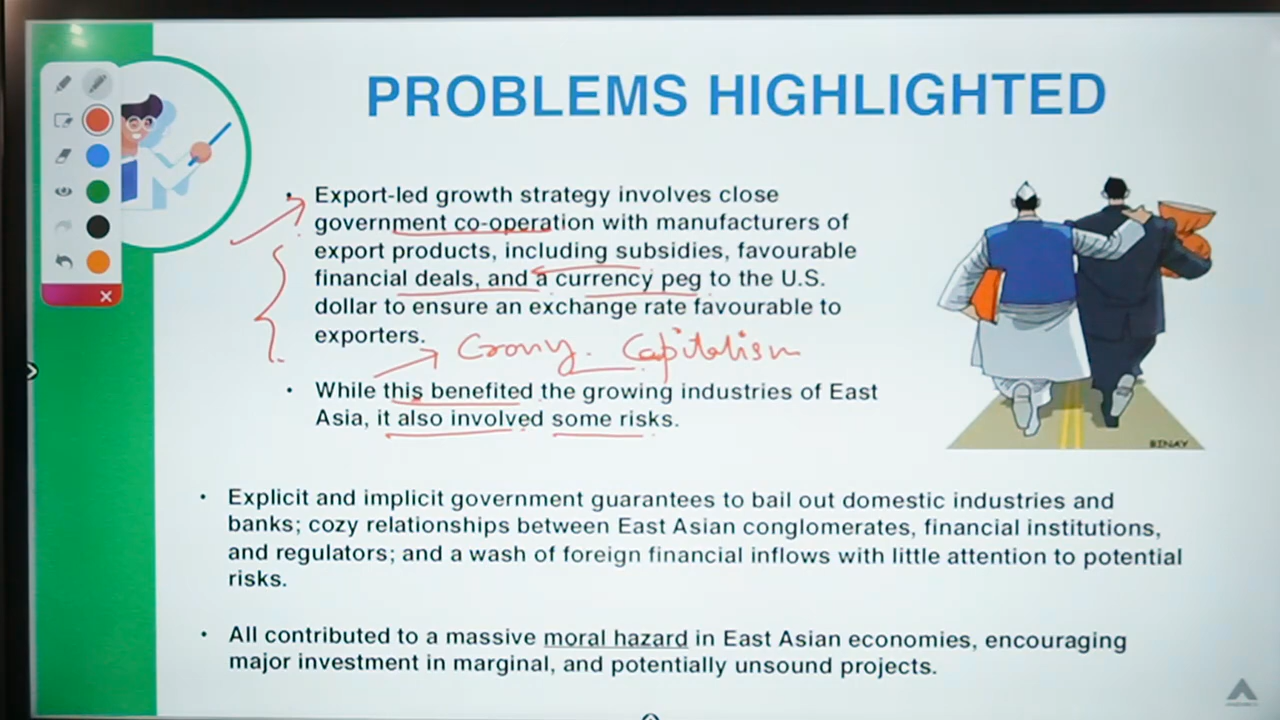 PROBLEMS HIGHLIGHTED
• Export-led growth strategy involves close
government co-operation with manufacturers of
export products, including subsidies, favourable
financial deals, and a currency peg to the U.S.
dollar to ensure an exchange rate favourable to
exporters.
Crony Capitalism
• While this benefited the growing industries of East
Asia, it also involved some risks.
BINAY
• Explicit and implicit government guarantees to bail out domestic industries and
banks; cozy relationships between East Asian conglomerates, financial institutions,
and regulators; and a wash of foreign financial inflows with little attention to potential
risks.
• All contributed to a massive moral hazard in East Asian economies, encouraging
major investment in marginal, and potentially unsound projects.